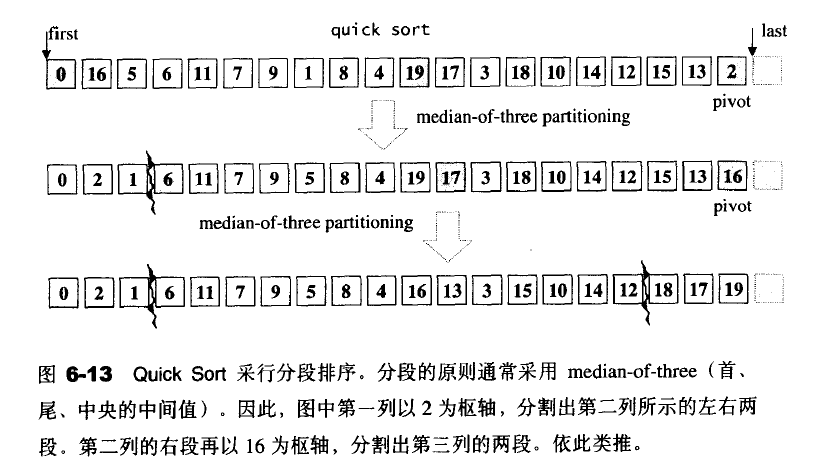 quick sort
first
last
0 16 5 6 11 7 9 1 8 4 19 17 3 18 10 14 12 15 13 2
pivot
median-of-three partitioning
0 2 1 6 11 7 9 5 8 4 19 17 3 18 10 14 12 15 13 16
pivot
median-of-three partitioning
0 2 1 6 11 7 9 5 8 4 16 13 3 15 10 14 12 18 17 19
图 6-13 Quick Sort 采行分段排序。分段的原则通常采用 median-of-three（首、
尾、中央的中间值）。因此，图中第一列以 2 为枢轴，分割出第二列所示的左右两
段。第二列的右段再以 16 为枢轴，分割出第三列的两段。依此类推。